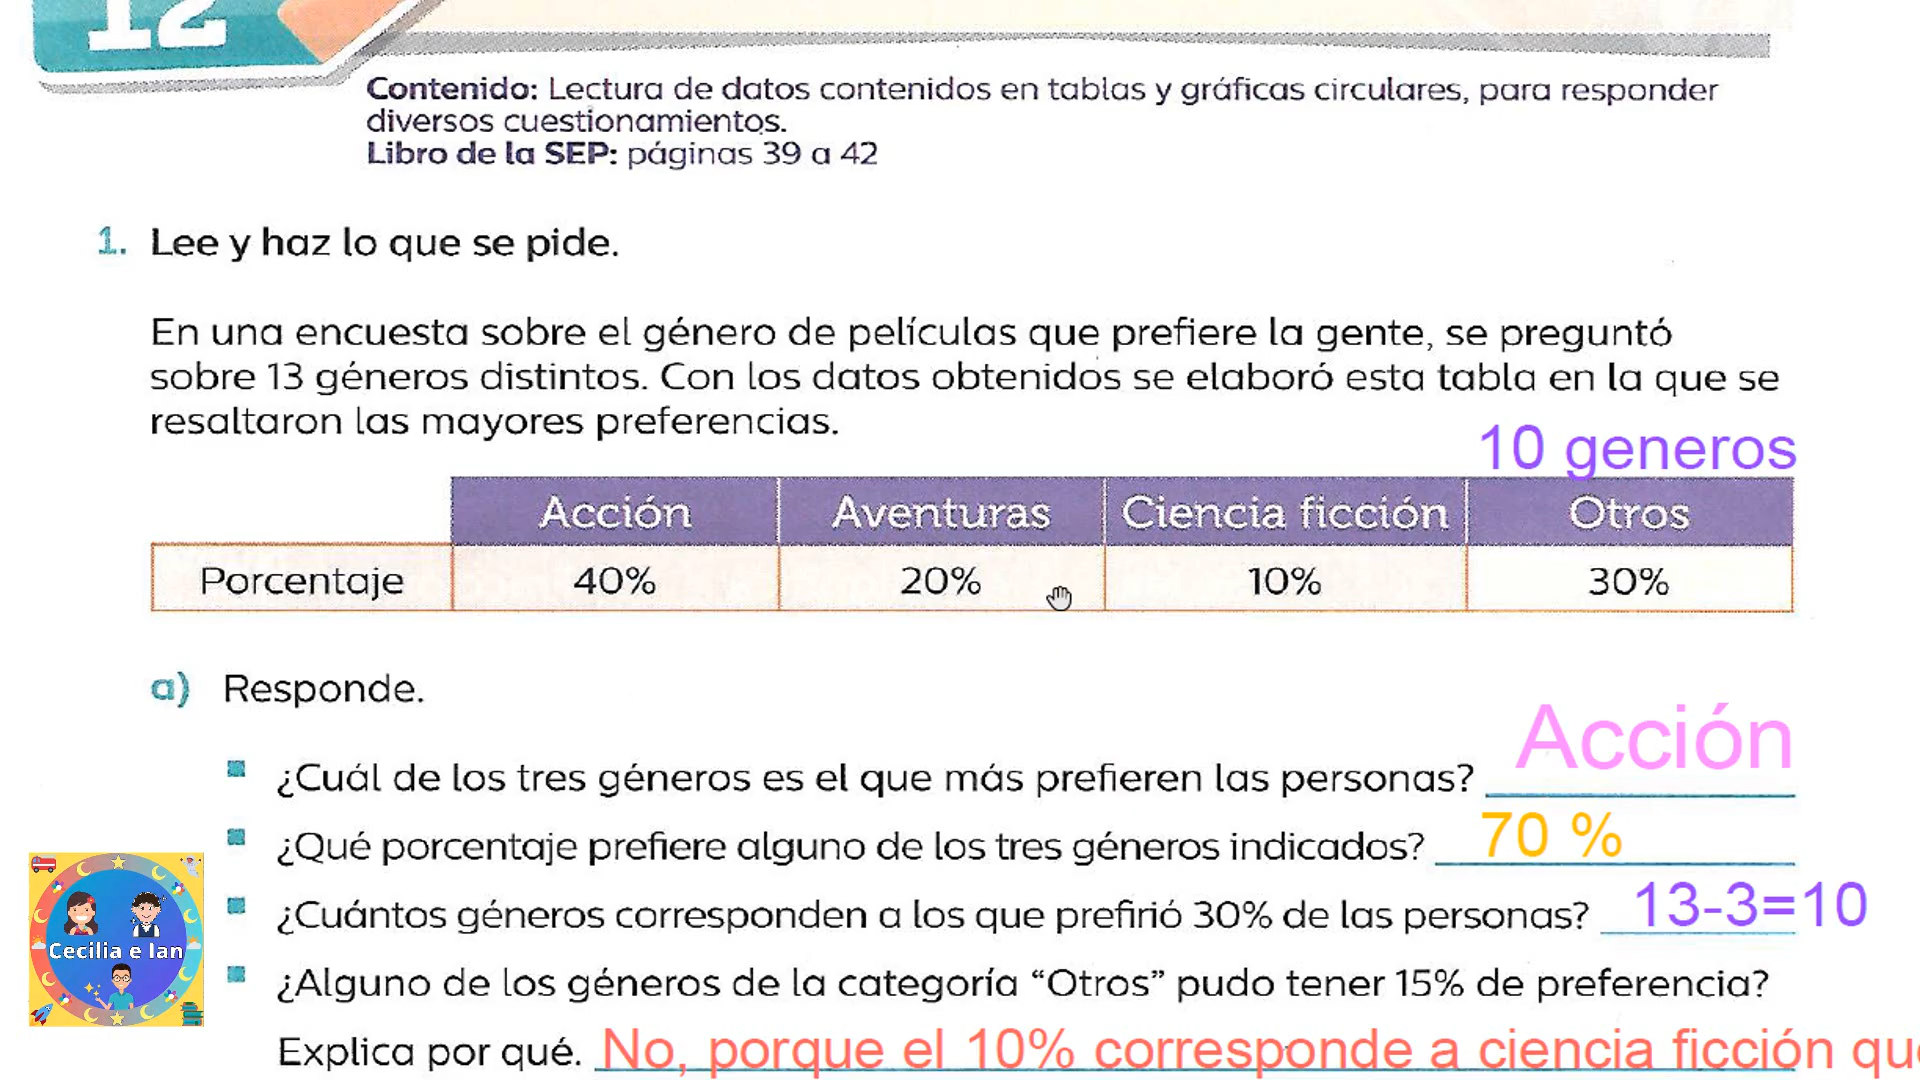 12
Contenido: Lectura de datos contenidos en tablas y gráficas circulares, para responder
diversos cuestionamientos.
Libro de la SEP: páginas 39 a 42
1. Lee y haz lo que se pide.
En una encuesta sobre el género de películas que prefiere la gente, se preguntó
sobre 13 géneros distintos. Con los datos obtenidos se elaboró esta tabla en la que se
resaltaron las mayores preferencias.
10 generos
Acción Aventuras Ciencia ficción Otros
Porcentaje 40% 20% 10% 30%
a) Responde.
¿Cuál de los tres géneros es el que más prefieren las personas? Acción
¿Qué porcentaje prefiere alguno de los tres géneros indicados? 70 %
¿Cuántos géneros corresponden a los que prefirió 30% de las personas? 13-3=10
¿Alguno de los géneros de la categoría “Otros” pudo tener 15% de preferencia?
Explica por qué. No, porque el 10% corresponde a ciencia ficción
Cecilia e Ian